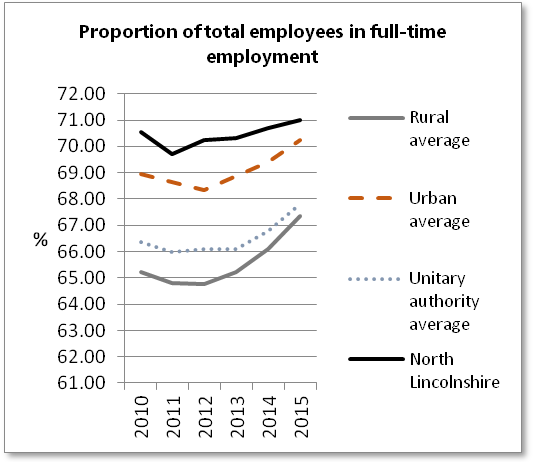 Proportion of total employees in full-time
employment
72.00
71.00
70.00
69.00
68.00
67.00
66.00
65.00
64.00
63.00
62.00
61.00
%
2010
2011
2012
2013
2014
2015
Rural
average
Urban
average
Unitary
authority
average
North
Lincolnshire